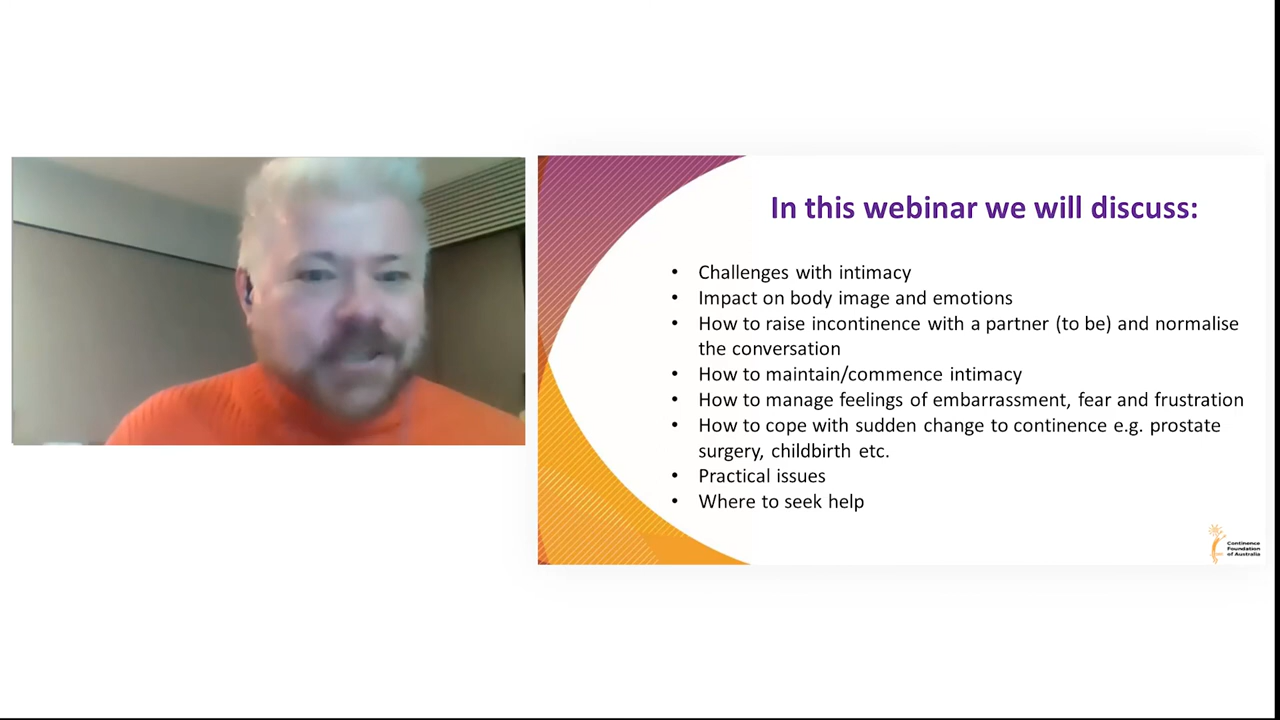 In this webinar we will discuss:
• Challenges with intimacy
• Impact on body image and emotions
• How to raise incontinence with a partner (to be) and normalise
the conversation
• How to maintain/commence intimacy
• How to manage feelings of embarrassment, fear and frustration
• How to cope with sudden change to continence e.g. prostate
surgery, childbirth etc.
• Practical issues
• Where to seek help
Continence
Foundation
of Australia